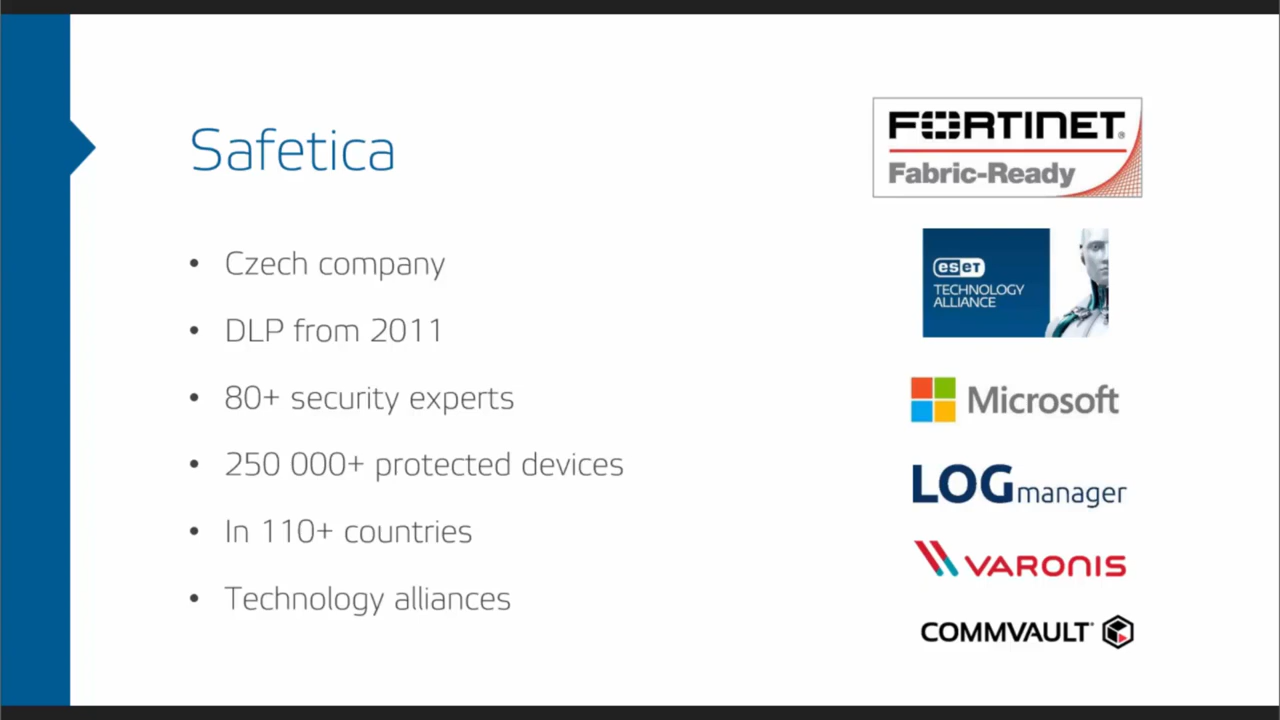 Safetica
• Czech company
• DLP from 2011
• 80+ security experts
• 250 000+ protected devices
• In 110+ countries
• Technology alliances
FORTINET®
Fabric-Ready
eset
TECHNOLOGY
ALLIANCE
Microsoft
LOGmanager
VARONIS
COMMVAULT